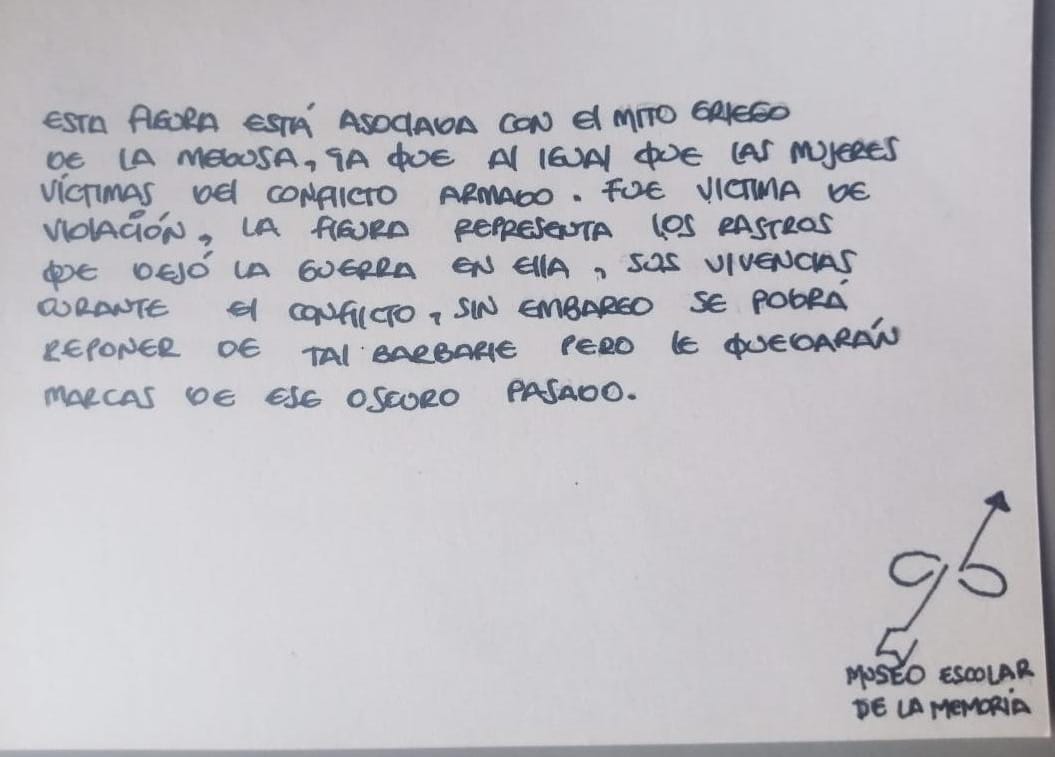 ESTA FIGURA ESTÁ ASOCIADA CON El MITO GRIEGO
DE LA MEDUSA, YA QUE Al IGUAl QUE LAS MUJERES
VÍCTIMAS DEl CONFlICTO ARMADO. FUE VICTIMA DE
VIOlACIÓN, LA FIGURA REPRESENTA lOS RASTROS
QUE DEJÓ LA GUERRA EN EllA, SUS VIVENCIAS
DURANTE El CONFlICTO, SIN EMBARGO SE PODRÁ
REPONER DE TAl BARBARIE PERO lE QUEDARÁN
MARCAS DE ESE OSCURO PASADO.
MUSEO ESCOLAR
DE LA MEMORIA